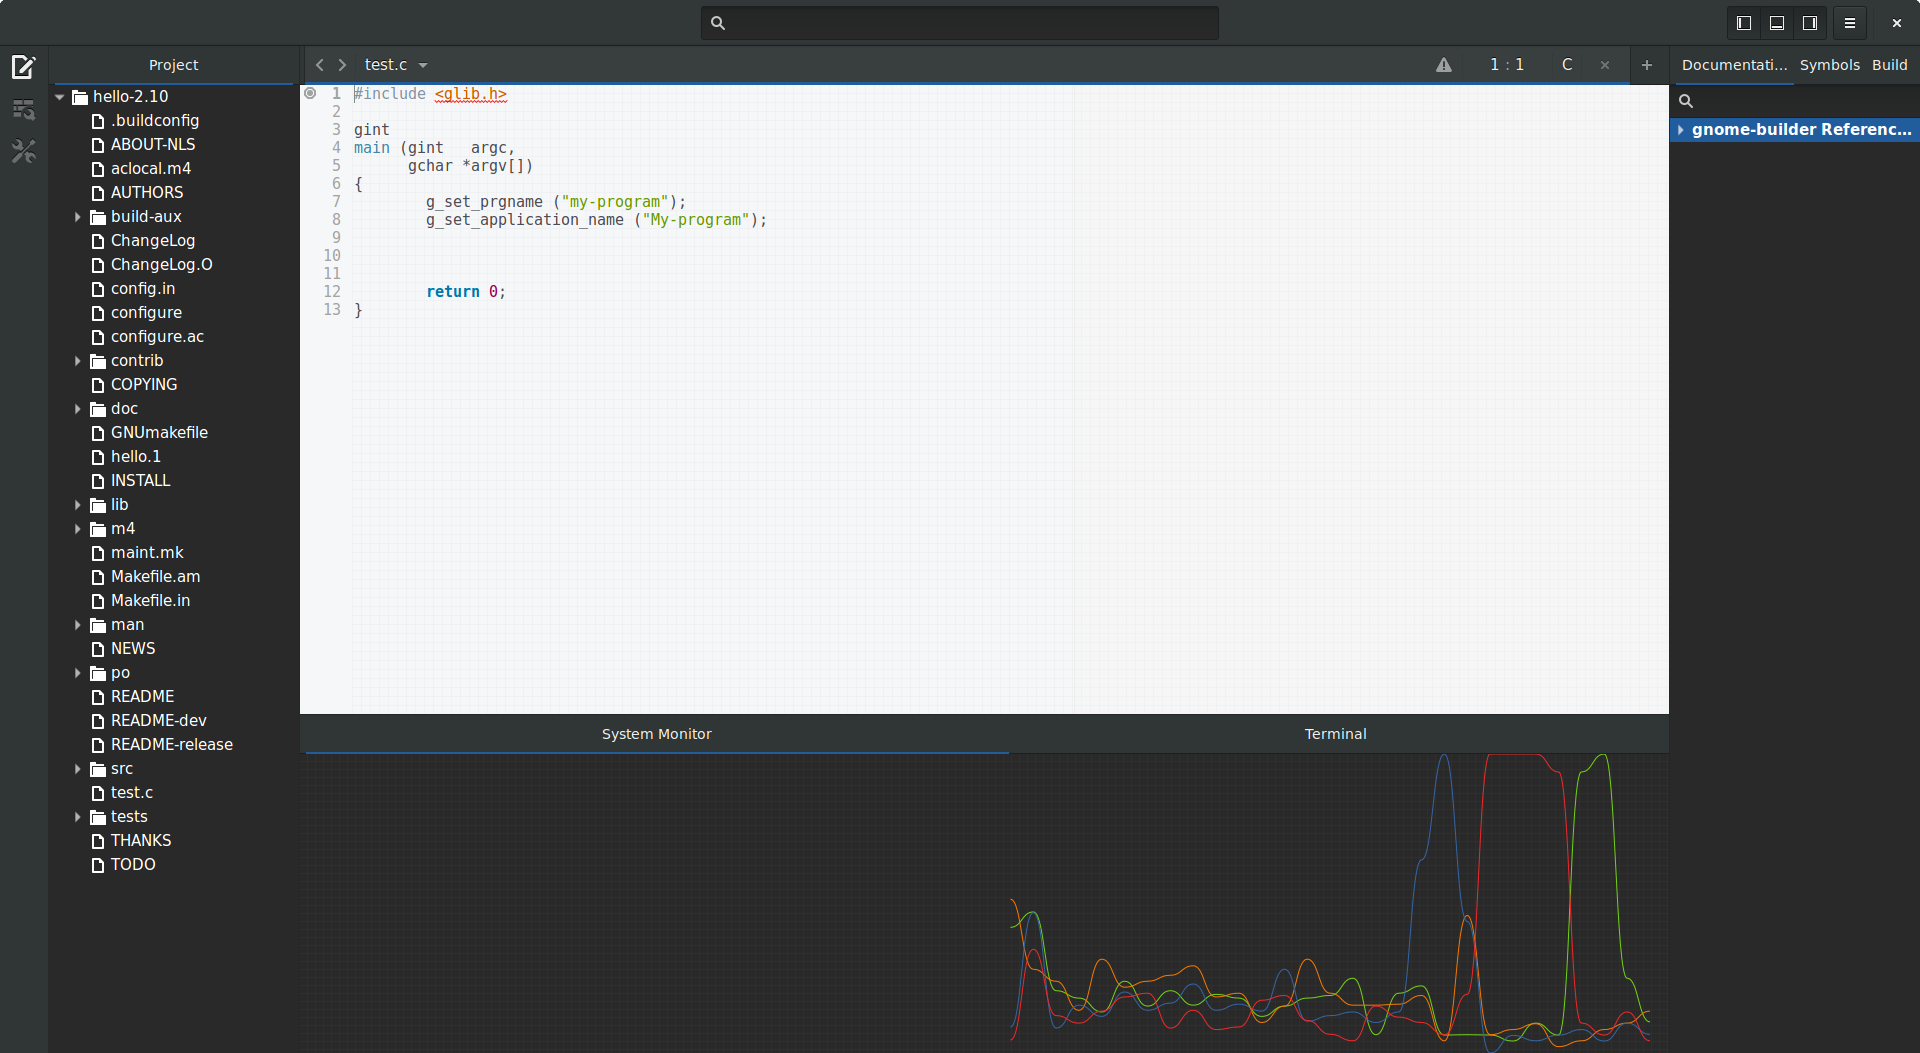 Project
hello-2.10
.buildconfig
ABOUT-NLS
aclocal.m4
AUTHORS
build-aux
ChangeLog
ChangeLog.O
config.in
configure
configure.ac
contrib
COPYING
doc
GNUmakefile
hello.1
INSTALL
lib
m4
maint.mk
Makefile.am
Makefile.in
man
NEWS
po
README
README-dev
README-release
src
test.c
tests
THANKS
TODO
test.c
1 : 1
C
1 #include <glib.h>
2
3 gint
4 main (gint   argc,
5       gchar *argv[])
6 {
7         g_set_prgname ("my-program");
8         g_set_application_name ("My-program");
9
10
11
12         return 0;
13 }
System Monitor
Terminal
Documentati... Symbols Build
gnome-builder Referenc...